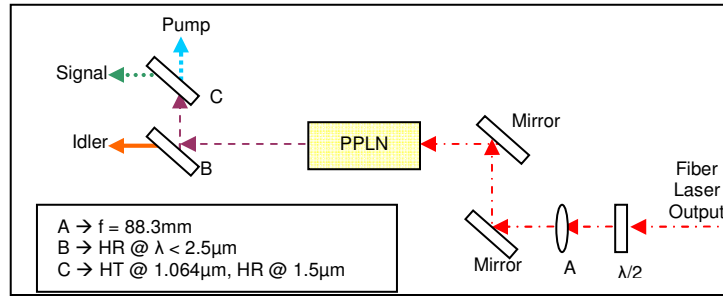 Pump
Signal
C
Mirror
Idler
PPLN
B
Fiber
Laser
Output
Mirror
A
λ/2
A → f = 88.3mm
B → HR @ λ < 2.5µm
C → HT @ 1.064µm, HR @ 1.5µm